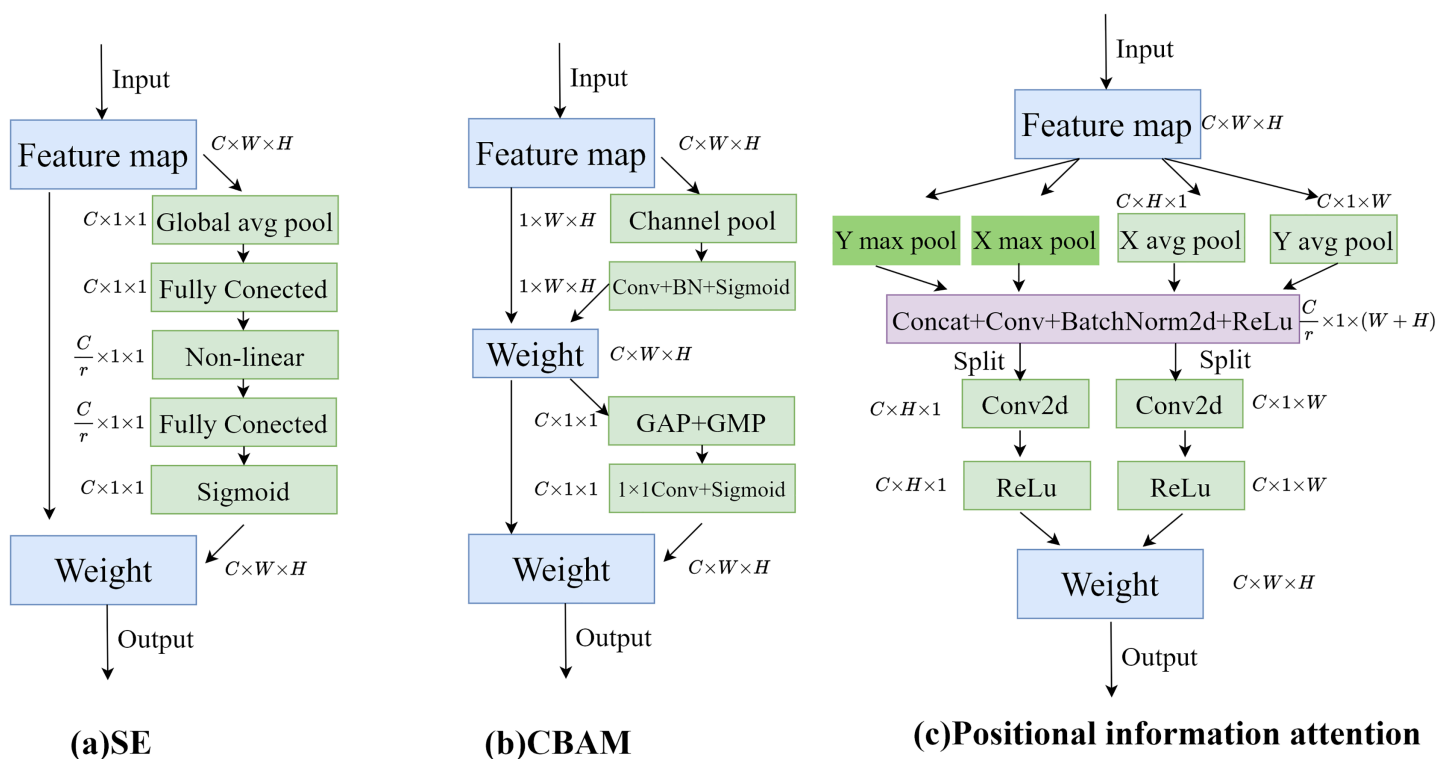 Input
Feature map
C×W×H
C×1×1
Global avg pool
C×1×1
Fully Conected
C/r×1×1
Non-linear
C/r×1×1
Fully Conected
C×1×1
Sigmoid
Weight
C×W×H
Output
(a)SE
Input
Feature map
C×W×H
1×W×H
Channel pool
1×W×H
Conv+BN+Sigmoid
Weight
C×W×H
C×1×1
GAP+GMP
C×1×1
1×1Conv+Sigmoid
Weight
C×W×H
Output
(b)CBAM
Input
Feature map
C×W×H
C×H×1
C×1×W
Y max pool
X max pool
X avg pool
Y avg pool
Concat+Conv+BatchNorm2d+ReLu
C/r×1×(W+H)
Split
Split
C×H×1
Conv2d
Conv2d
C×1×W
C×H×1
ReLu
ReLu
C×1×W
Weight
C×W×H
Output
(c)Positional information attention